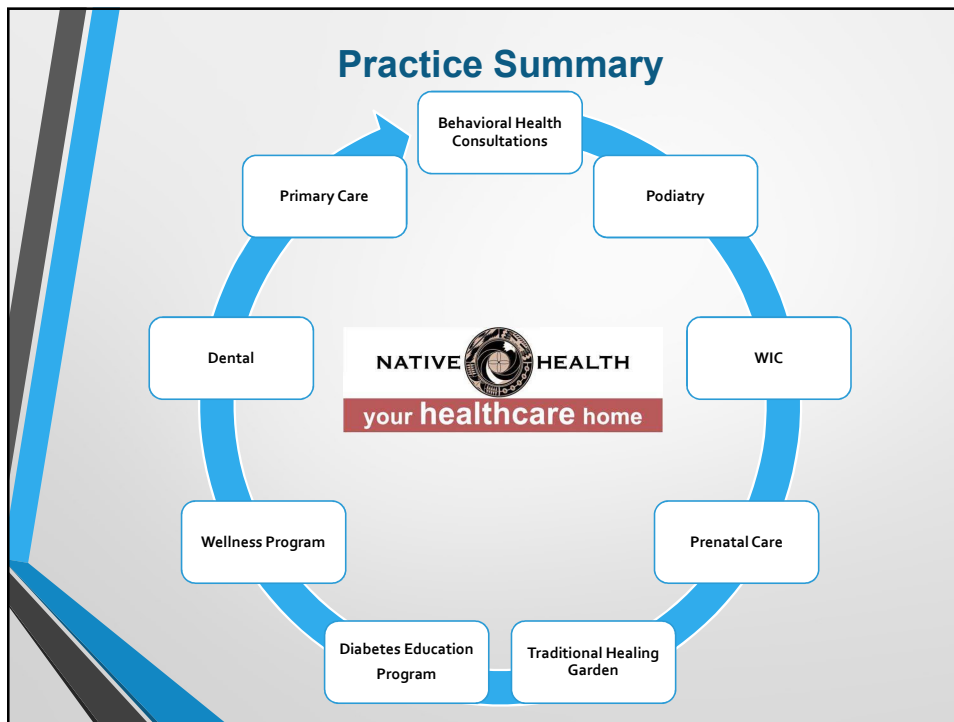 Practice Summary
Behavioral Health
Consultations
Primary Care
Podiatry
Dental
NATIVE HEALTH
your healthcare home
WIC
Wellness Program
Prenatal Care
Diabetes Education
Program
Traditional Healing
Garden